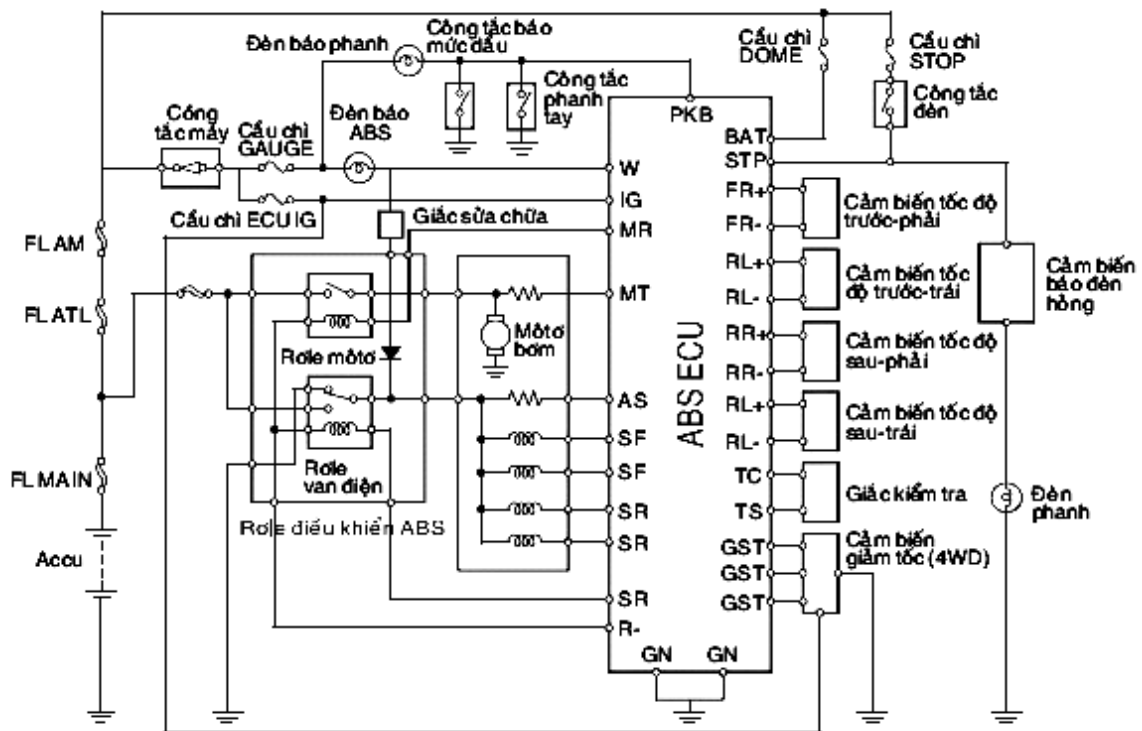 Đèn báo phanh
Công tắc báo
mức dầu
Cầu chì
DOME
Cầu chì
STOP
Công tắc
phanh
tay
Công tắc
đèn
Công
tắc máy
Cầu chì
GAUGE
Đèn báo
ABS
Cầu chì ECU IG
Giắc sửa chữa
FL AM
FL ATL
FL MAIN
Accu
Rơle môtơ
Rơle
van điện
Rơle điều khiển ABS
Môtơ
bơm
ABS ECU
PKB
W
IG
MR
MT
AS
SF
SF
SR
SR
SR
R-
GN
GN
BAT
STP
FR+
FR-
RL+
RL-
RR+
RR-
RL+
RL-
TC
TS
GST
GST
GST
Cảm biến tốc độ
trước-phải
Cảm biến tốc
độ trước-trái
Cảm biến tốc độ
sau-phải
Cảm biến tốc độ
sau-trái
Giắc kiểm tra
Cảm biến
giảm tốc (4WD)
Cảm biến
báo đèn
hỏng
Đèn
phanh